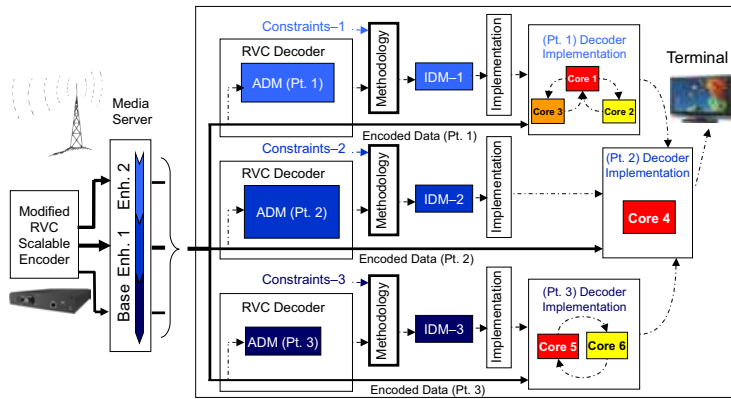 Constraints–1
RVC Decoder
ADM (Pt. 1)
Methodology
IDM–1
Implementation
(Pt. 1) Decoder
Implementation
Core 1
Core 3
Core 2
Encoded Data (Pt. 1)
Terminal
Media
Server
Enh. 2
Enh. 1
Base
Modified
RVC
Scalable
Encoder
Constraints–2
RVC Decoder
ADM (Pt. 2)
Methodology
IDM–2
Implementation
(Pt. 2) Decoder
Implementation
Core 4
Encoded Data (Pt. 2)
Constraints–3
RVC Decoder
ADM (Pt. 3)
Methodology
IDM–3
Implementation
(Pt. 3) Decoder
Implementation
Core 5
Core 6
Encoded Data (Pt. 3)